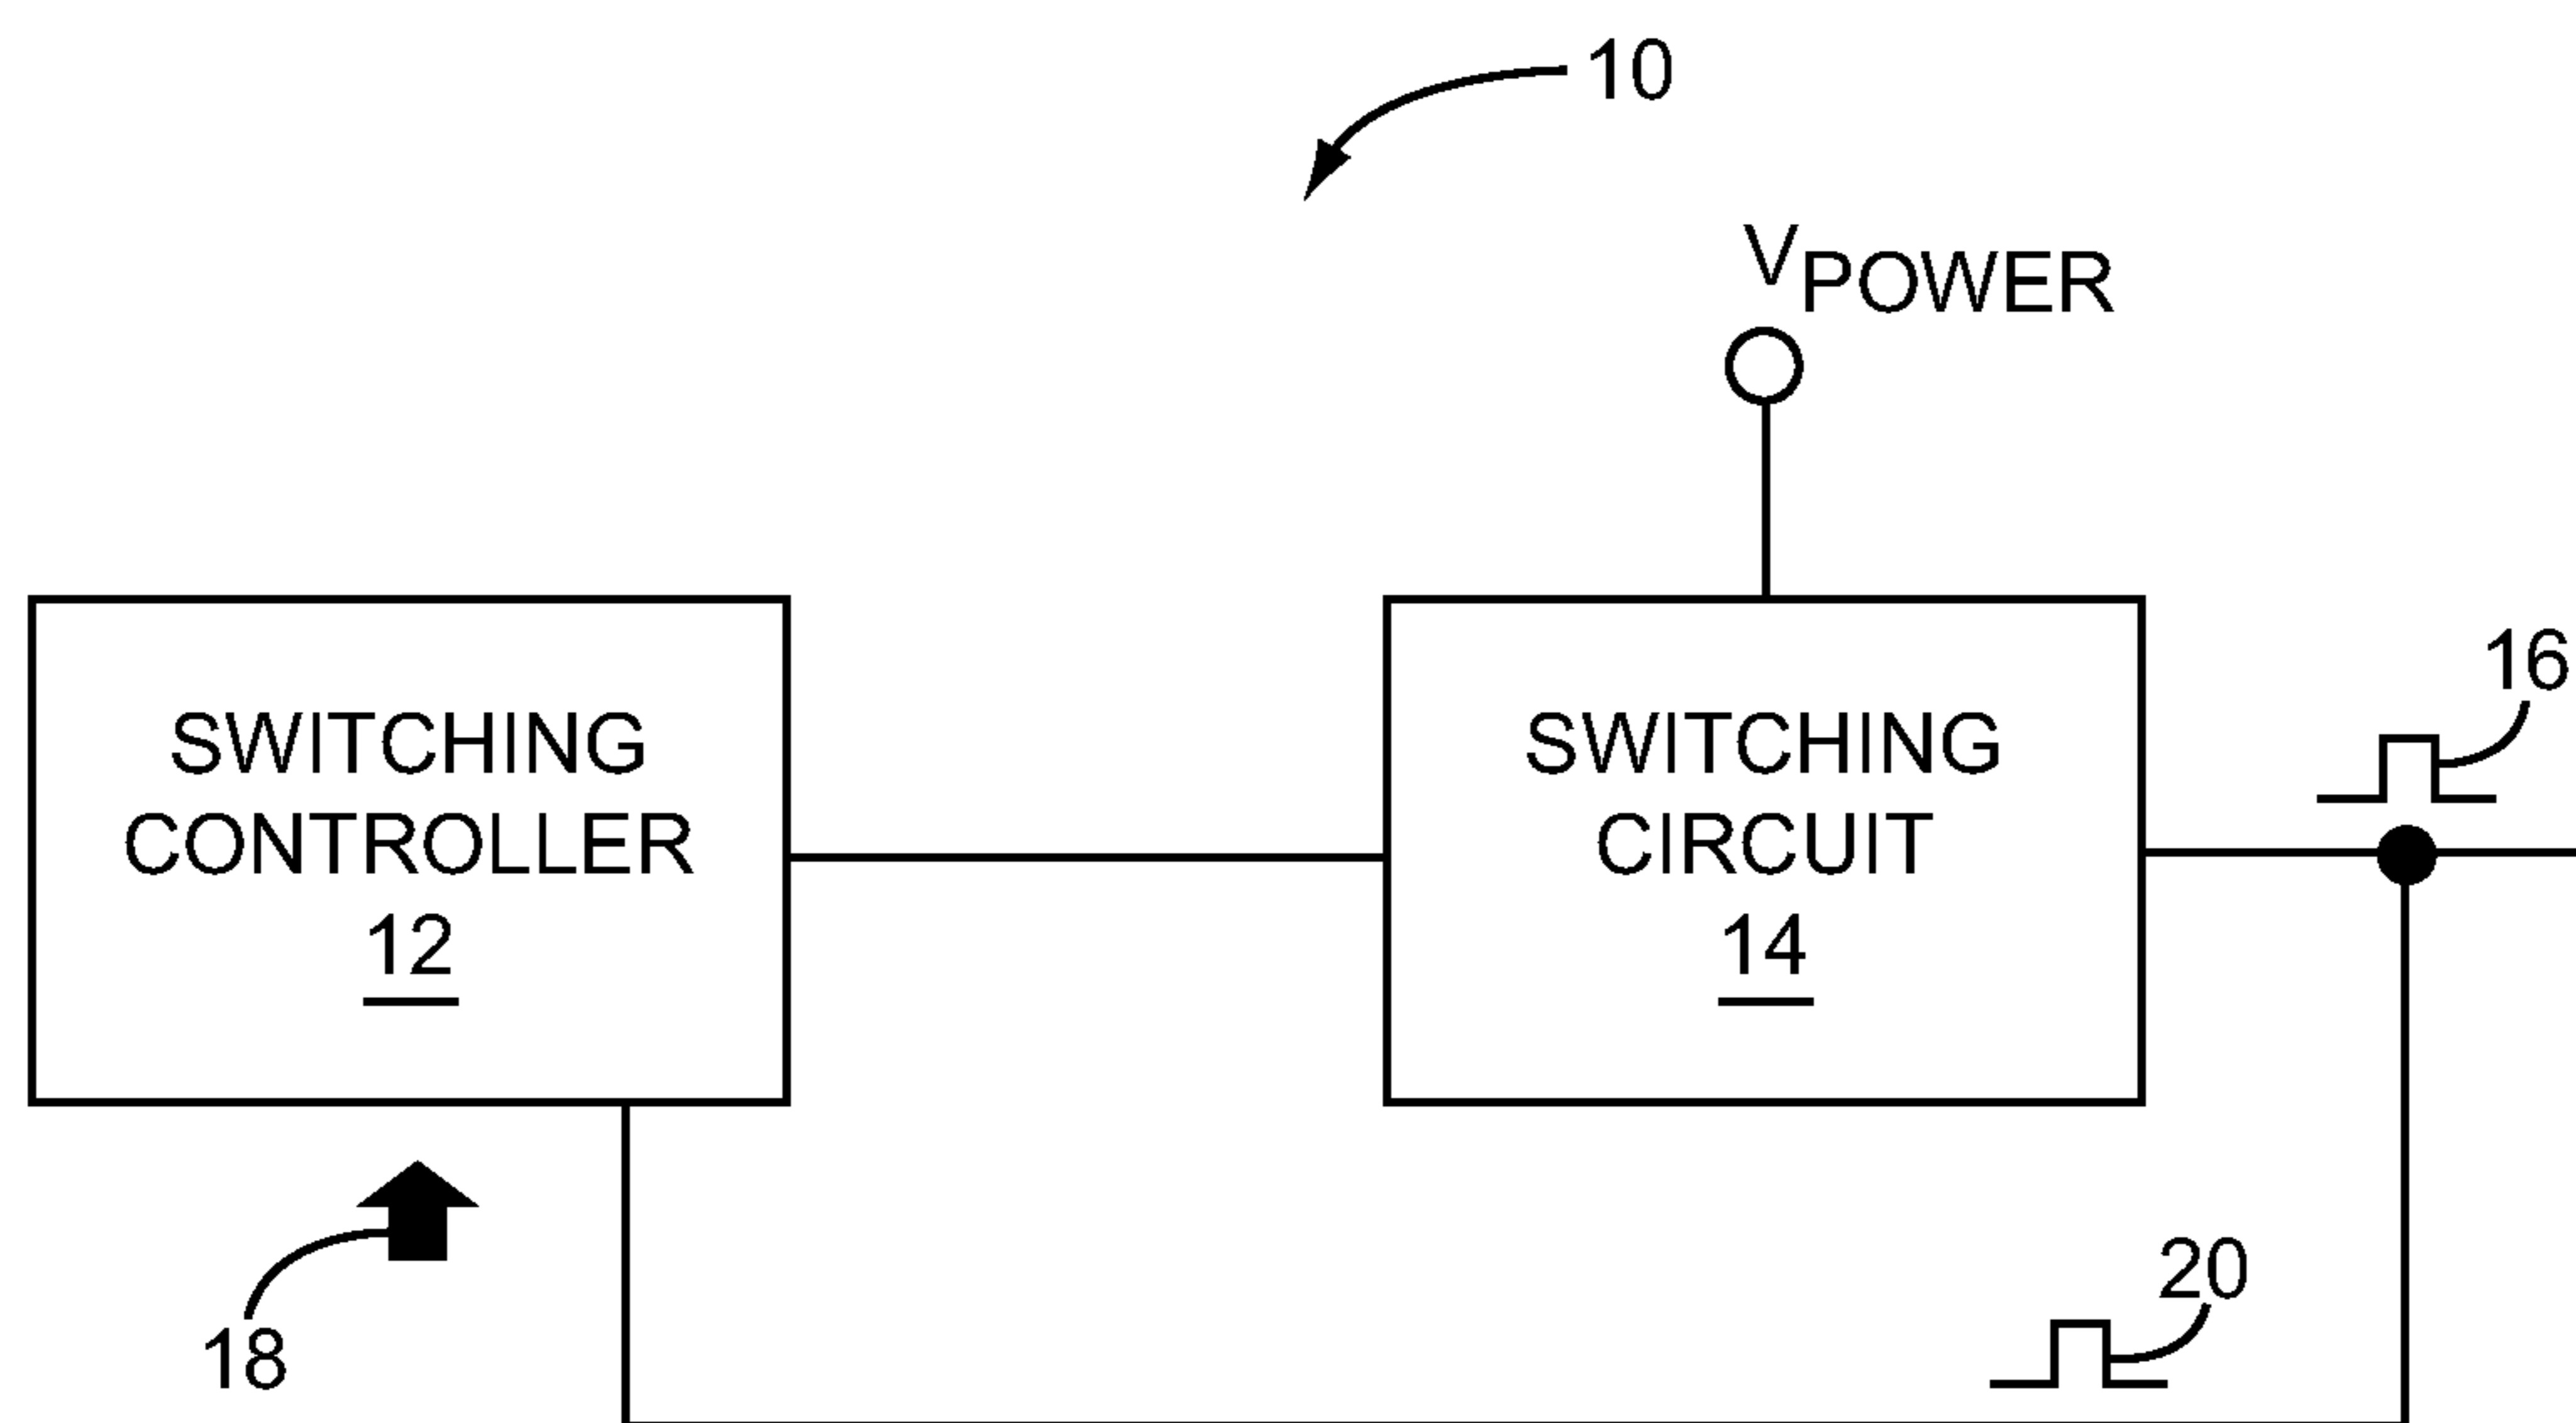 10
VPOWER
16
SWITCHING
CONTROLLER
12
SWITCHING
CIRCUIT
14
20
18